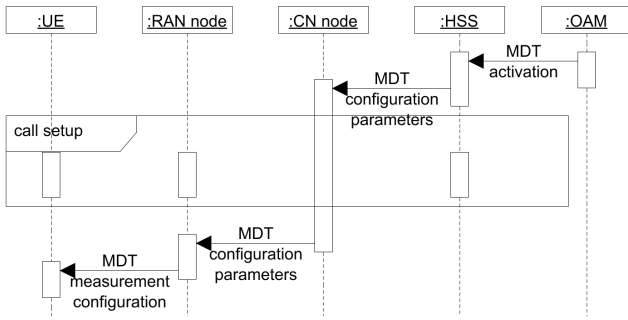 :UE
:RAN node
:CN node
:HSS
:OAM
MDT
activation
MDT
configuration
parameters
call setup
MDT
configuration
parameters
MDT
measurement
configuration